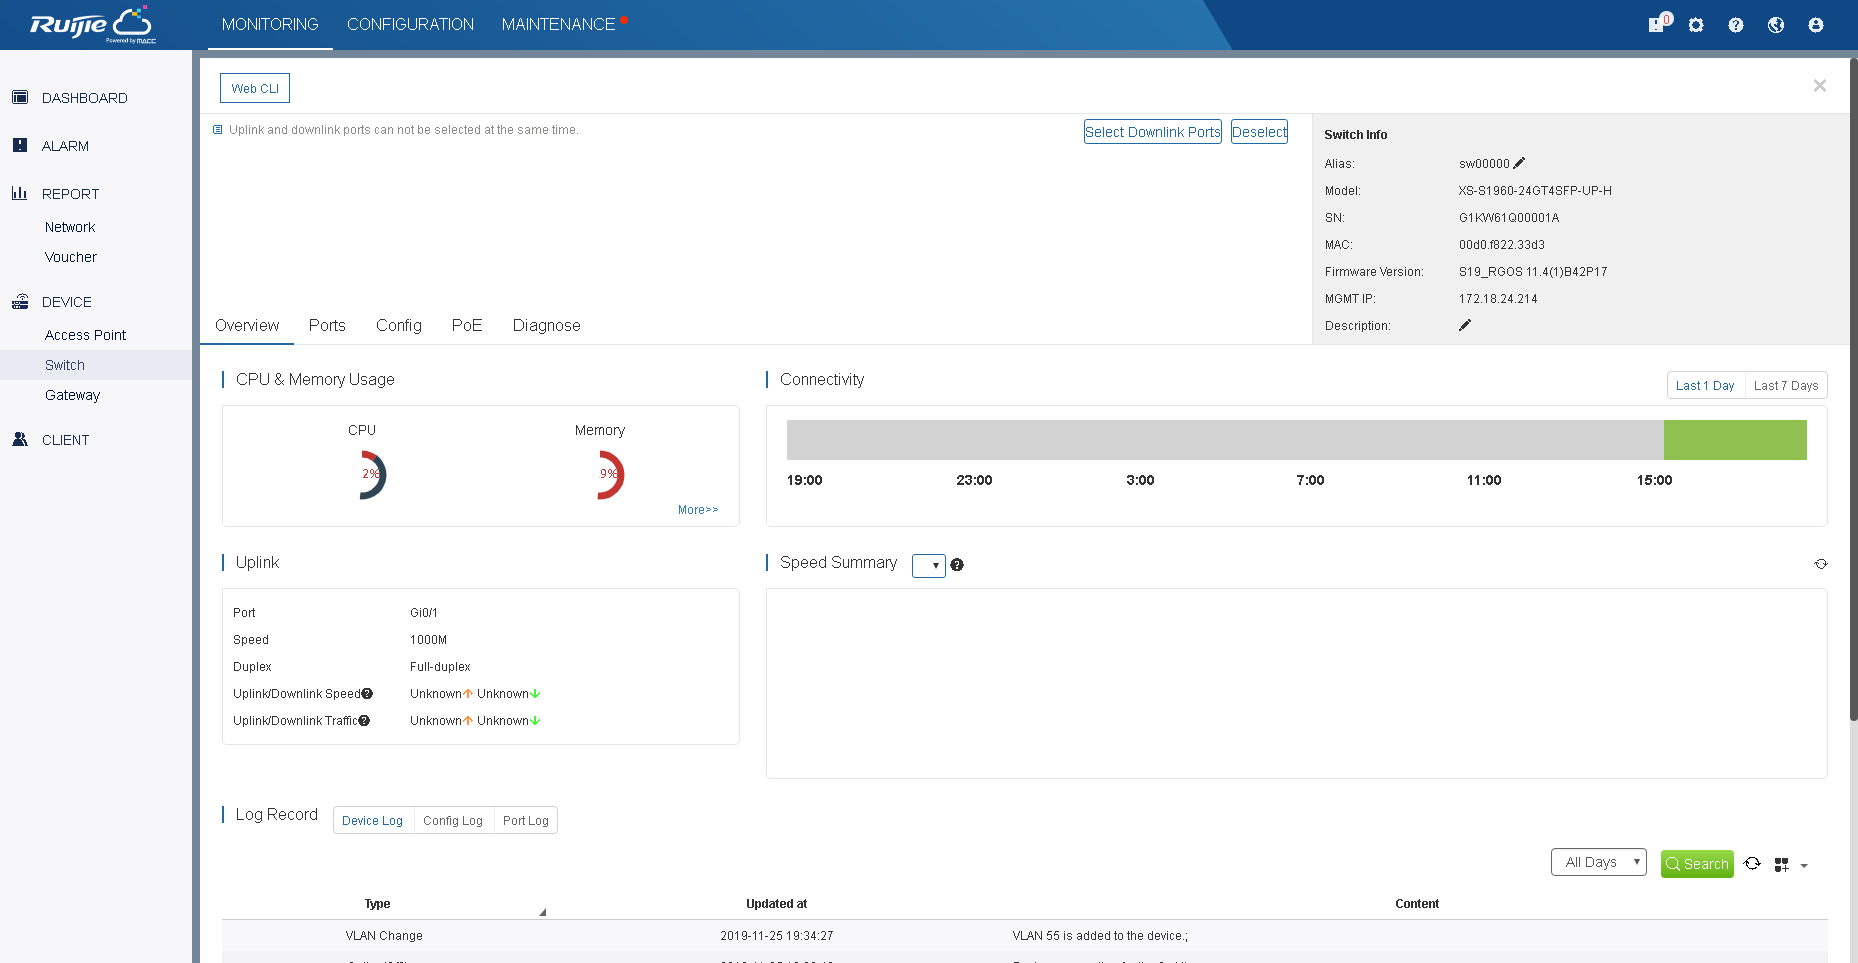 Ruijie
Powered by MACC
MONITORING
CONFIGURATION
MAINTENANCE
0
DASHBOARD
ALARM
REPORT
Network
Voucher
DEVICE
Access Point
Switch
Gateway
CLIENT
Web CLI
Uplink and downlink ports can not be selected at the same time.
Select Downlink Ports
Deselect
Switch Info
Alias: sw00000
Model: XS-S1960-24GT4SFP-UP-H
SN: G1KW61Q00001A
MAC: 00d0.f822.33d3
Firmware Version: S19_RGOS 11.4(1)B42P17
MGMT IP: 172.18.24.214
Description:
Overview
Ports
Config
PoE
Diagnose
CPU & Memory Usage
CPU
2%
Memory
9%
More>>
Connectivity
Last 1 Day
Last 7 Days
19:00 23:00 3:00 7:00 11:00 15:00
Uplink
Port Gi0/1
Speed 1000M
Duplex Full-duplex
Uplink/Downlink Speed Unknown Unknown
Uplink/Downlink Traffic Unknown Unknown
Speed Summary
Log Record
Device Log
Config Log
Port Log
All Days
Search
Type Updated at Content
VLAN Change 2019-11-25 19:34:27 VLAN 55 is added to the device.;